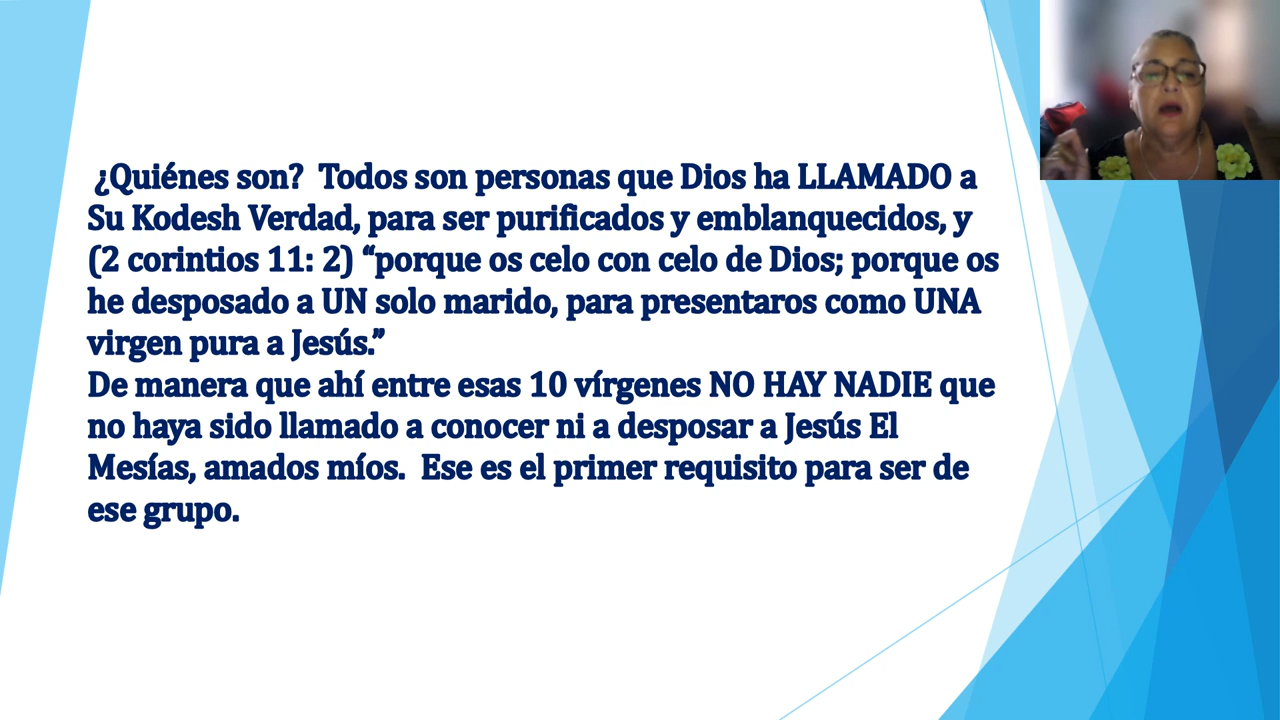 ¿Quiénes son?  Todos son personas que Dios ha LLAMADO a
Su Kodesh Verdad, para ser purificados y emblanquecidos, y
(2 corintios 11: 2) “porque os celo con celo de Dios; porque os
he desposado a UN solo marido, para presentaros como UNA
virgen pura a Jesús.”
De manera que ahí entre esas 10 vírgenes NO HAY NADIE que
no haya sido llamado a conocer ni a desposar a Jesús El
Mesías, amados míos.  Ese es el primer requisito para ser de
ese grupo.